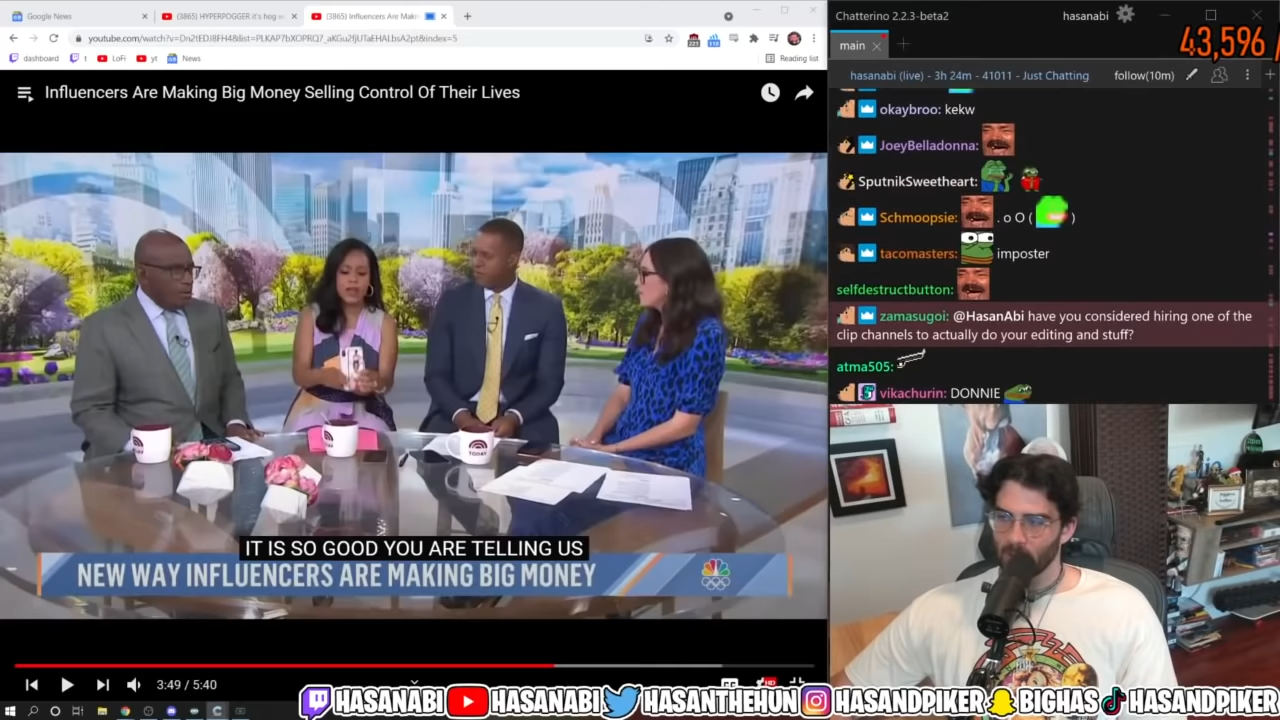 Google News
(3865) HYPERPOGGER it's hog w
(3865) Influencers Are Makin
youtube.com/watch?v=Dn2tEDJ8FH4&list=PLKAP7bXOPRQ7_aKGu2fjUTaEHALbsA2pt&index=5
dashboard
t
LoFi
yt
News
Reading list
Influencers Are Making Big Money Selling Control Of Their Lives
TODAY
IT IS SO GOOD YOU ARE TELLING US
NEW WAY INFLUENCERS ARE MAKING BIG MONEY
3:49 / 5:40
HD
Chatterino 2.2.3-beta2
hasanabi
43,596 /
main
hasanabi (live) - 3h 24m - 41011 - Just Chatting
follow(10m)
okaybroo: kekw
JoeyBelladonna:
SputnikSweetheart:
Schmoopsie: . o O ( )
tacomasters: imposter
selfdestructbutton:
zamasugoi: @HasanAbi have you considered hiring one of the
clip channels to actually do your editing and stuff?
atma505:
vikachurin: DONNIE
HASANABI HASANABI HASANTHEHUN HASANDPIKER BIGHAS HASANDPIKER